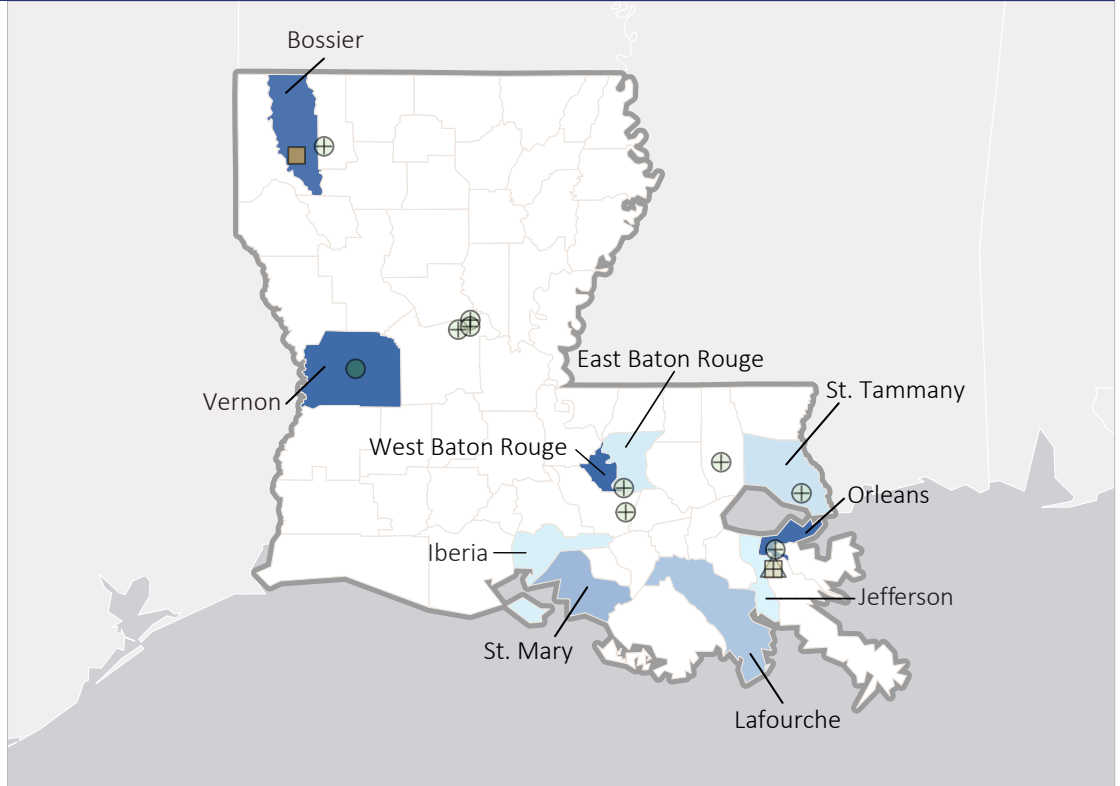 Bossier
East Baton Rouge
St. Tammany
Vernon
West Baton Rouge
Orleans
Iberia
Jefferson
St. Mary
Lafourche